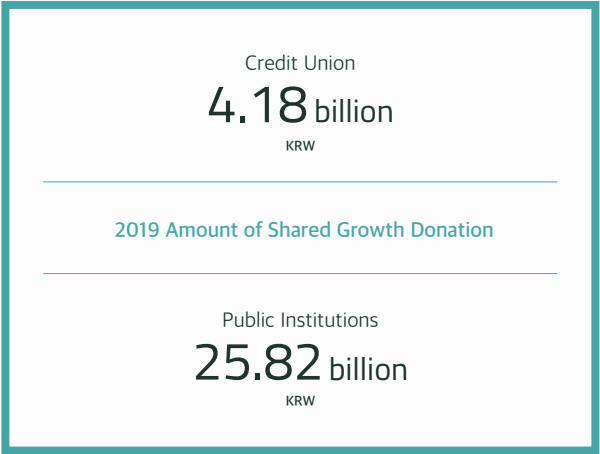 Credit Union
4.18 billion
KRW
2019 Amount of Shared Growth Donation
Public Institutions
25.82 billion
KRW